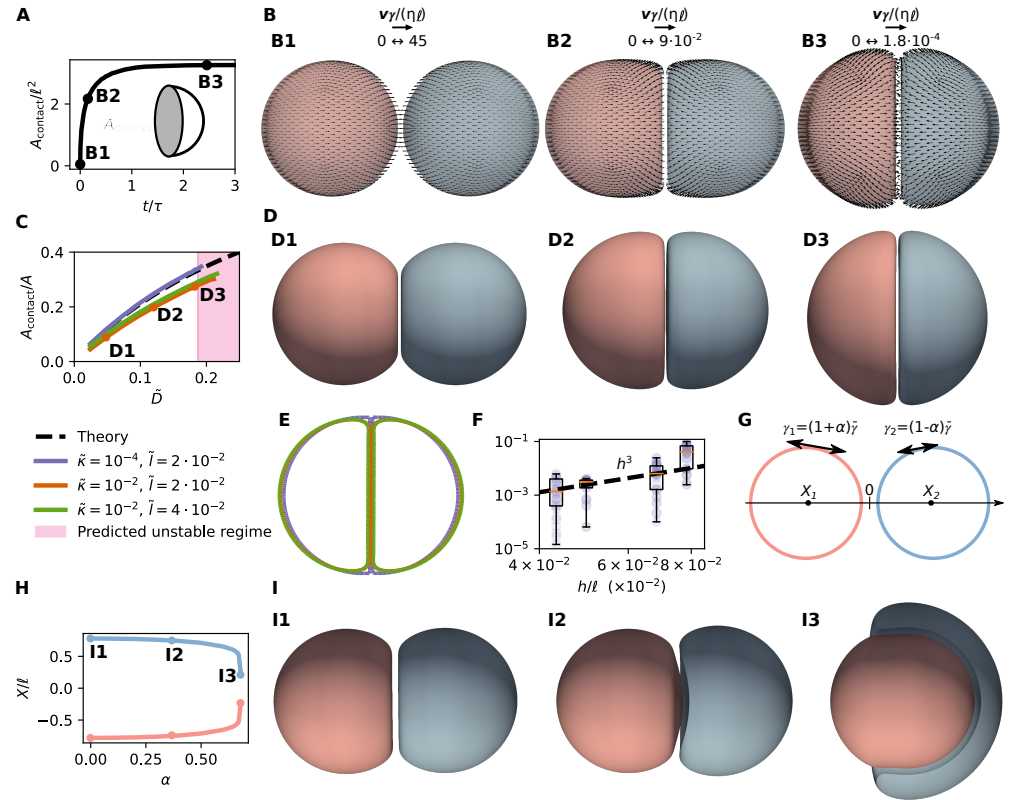 A
A_contact/ℓ²
2
0
B1
B2
B3
0 1 2 3
t/τ
B
vγ/(ηℓ)
0 ↔ 45
B1
vγ/(ηℓ)
0 ↔ 9·10⁻²
B2
vγ/(ηℓ)
0 ↔ 1.8·10⁻⁴
B3
C
A_contact/A
0.4
0.2
0.0
D1
D2
D3
0.0 0.1 0.2
D̃
Theory
κ̃ = 10⁻⁴, l̃ = 2 · 10⁻²
κ̃ = 10⁻², l̃ = 2 · 10⁻²
κ̃ = 10⁻², l̃ = 4 · 10⁻²
Predicted unstable regime
D
D1
D2
D3
E
F
10⁻¹
10⁻³
10⁻⁵
h³
4 × 10⁻² 6 × 10⁻² 8 × 10⁻²
h/ℓ (×10⁻²)
G
γ₁=(1+α)γ̄
γ₂=(1-α)γ̄
X₁
0
X₂
H
X/ℓ
0.5
0.0
−0.5
I1
I2
I3
0.00 0.25 0.50
α
I
I1
I2
I3